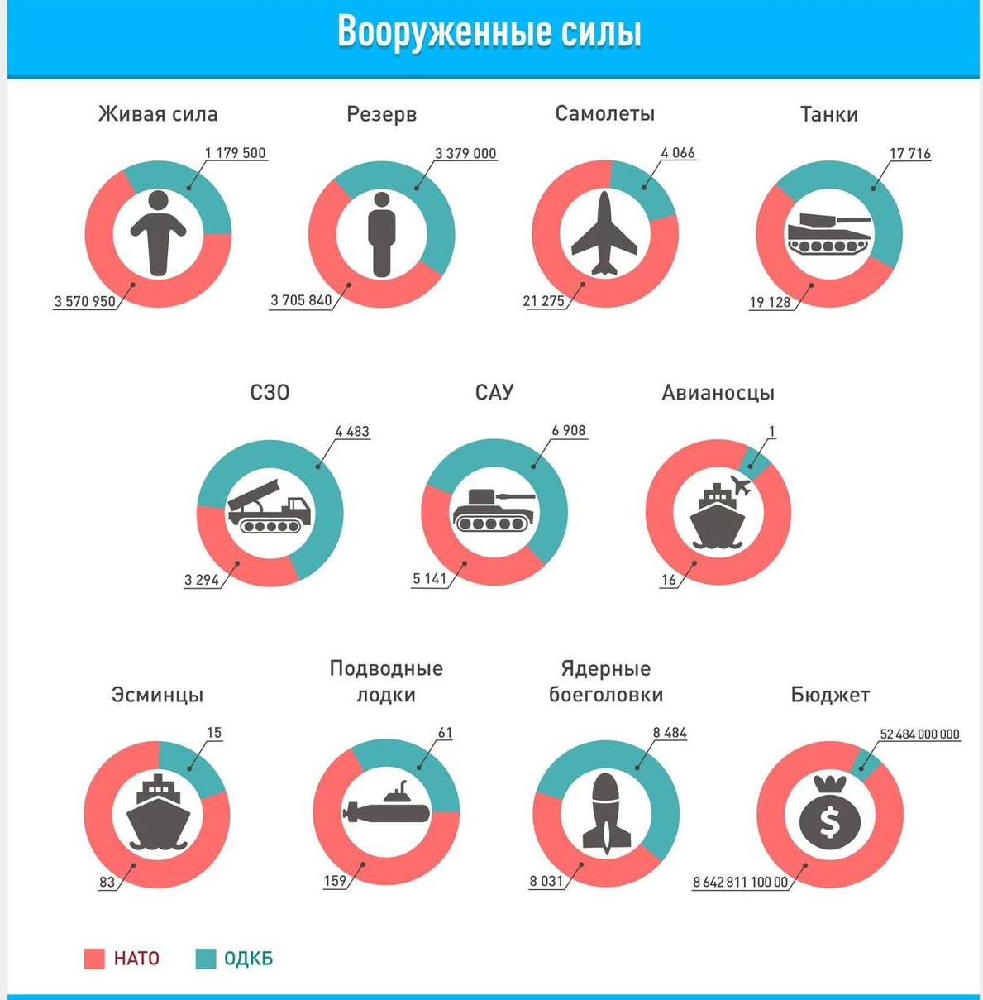 Вооруженные силы
Живая сила
Резерв
Самолеты
Танки
1 179 500
3 379 000
4 066
17 716
3 570 950
3 705 840
21 275
19 128
СЗО
САУ
Авианосцы
4 483
6 908
1
3 294
5 141
16
Эсминцы
Подводные
лодки
Ядерные
боеголовки
Бюджет
15
61
8 484
52 484 000 000
$
83
159
8 031
8 642 811 100 00
НАТО
ОДКБ